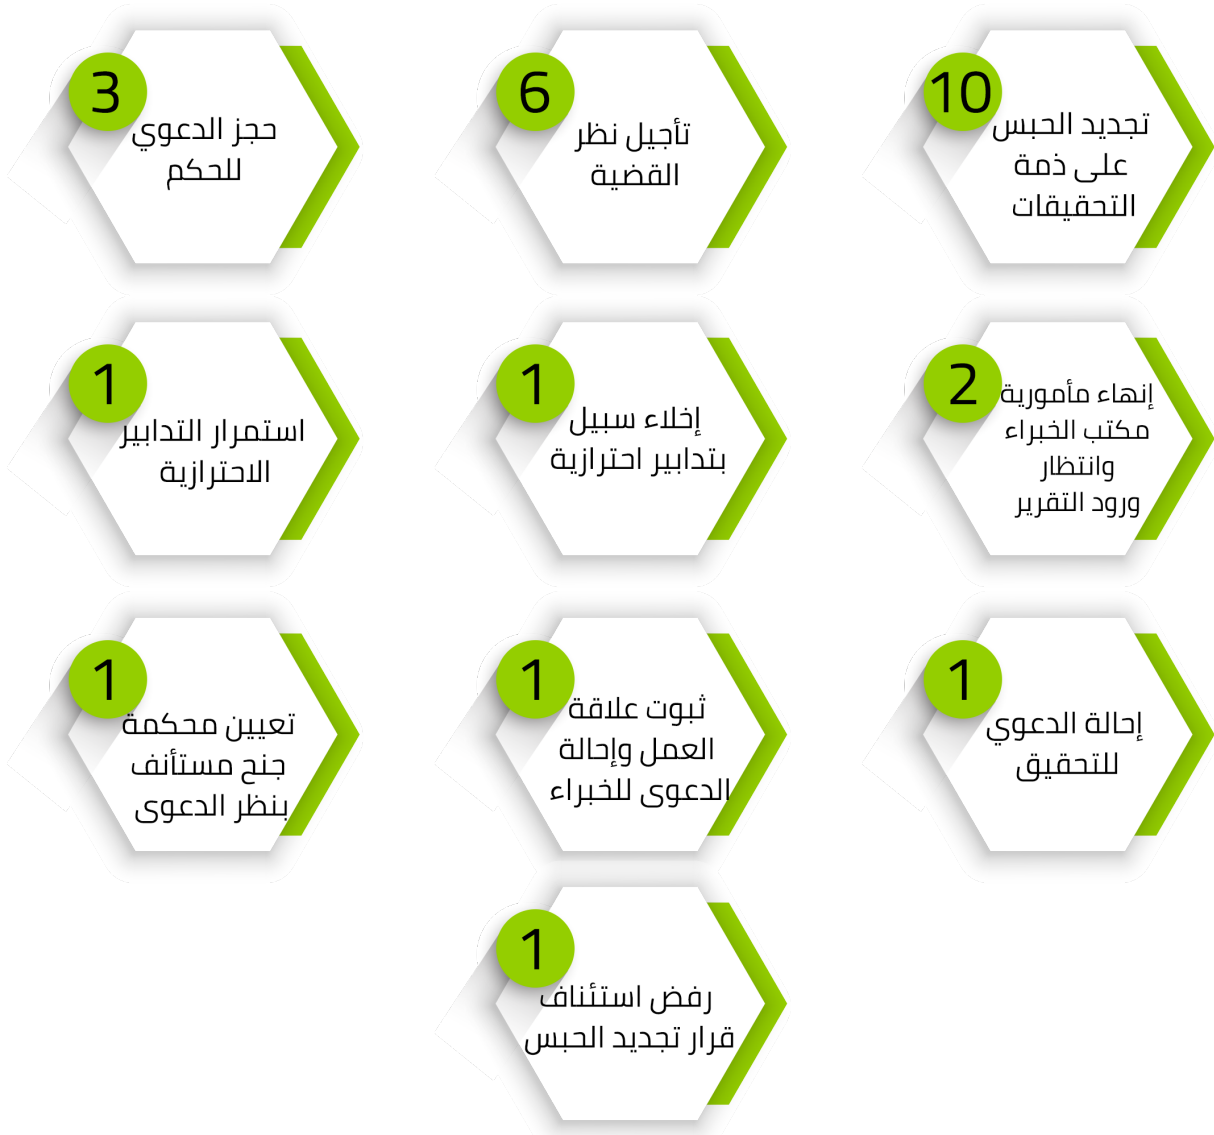 10
تجديد الحبس
على ذمة
التحقيقات
6
تأجيل نظر
القضية
3
حجز الدعوي
للحكم
2
إنهاء مأمورية
مكتب الخبراء
وانتظار
ورود التقرير
1
إخلاء سبيل
بتدابير احترازية
1
استمرار التدابير
الاحترازية
1
إحالة الدعوي
للتحقيق
1
ثبوت علاقة
العمل وإحالة
الدعوى للخبراء
1
تعيين محكمة
جنح مستأنف
بنظر الدعوى
1
رفض استئناف
قرار تجديد الحبس